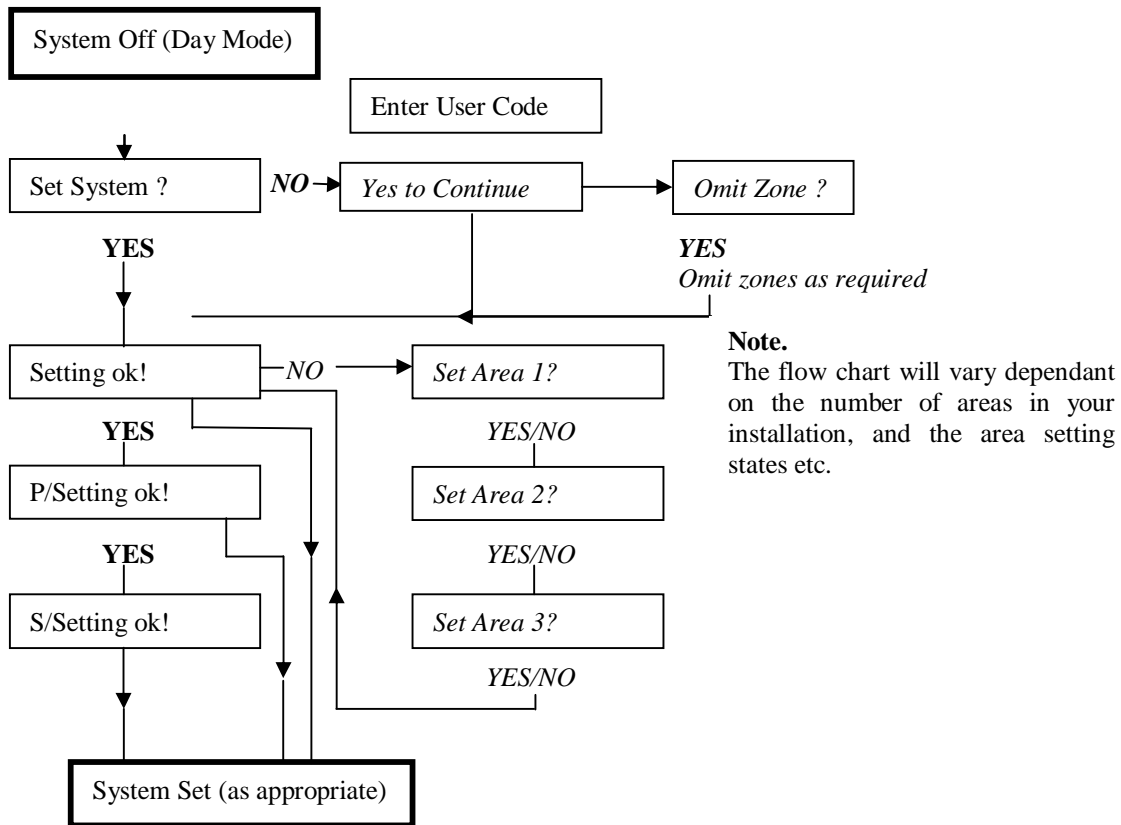 System Off (Day Mode)
Enter User Code
Set System ?
NO
Yes to Continue
Omit Zone ?
YES
YES
Omit zones as required
Setting ok!
NO
Set Area 1?
Note.
The flow chart will vary dependant
on the number of areas in your
installation, and the area setting
states etc.
YES
YES/NO
P/Setting ok!
Set Area 2?
YES
YES/NO
S/Setting ok!
Set Area 3?
YES/NO
System Set (as appropriate)